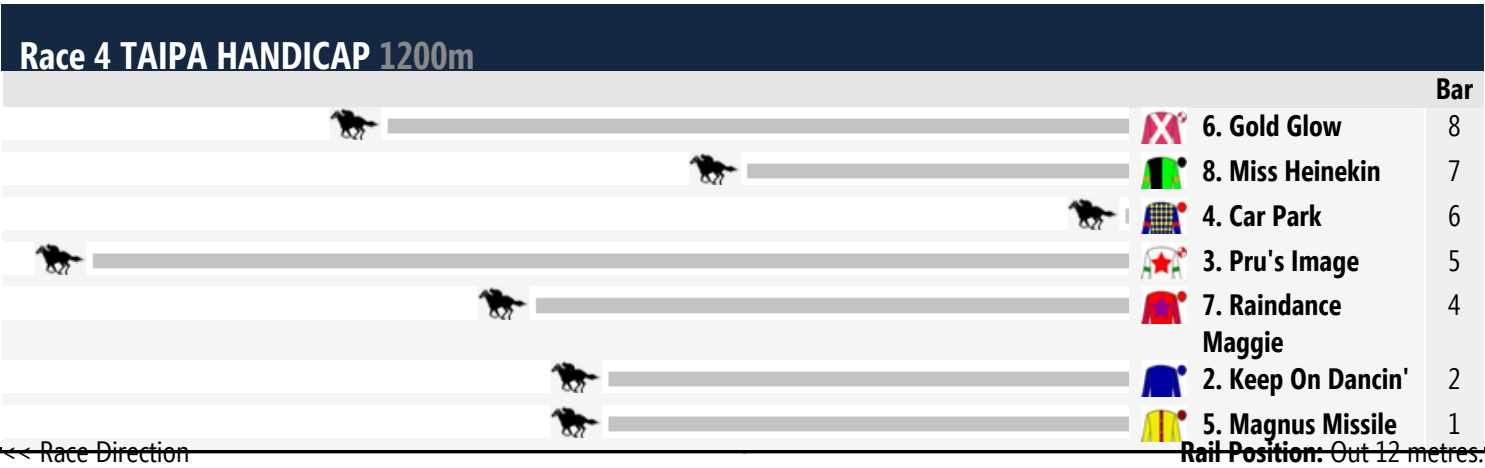 Race 4 TAIPA HANDICAP 1200m
Bar
6. Gold Glow 8
8. Miss Heinekin 7
4. Car Park 6
3. Pru's Image 5
7. Raindance 4
Maggie
2. Keep On Dancin' 2
5. Magnus Missile 1
<< Race Direction Rail Position: Out 12 metres.